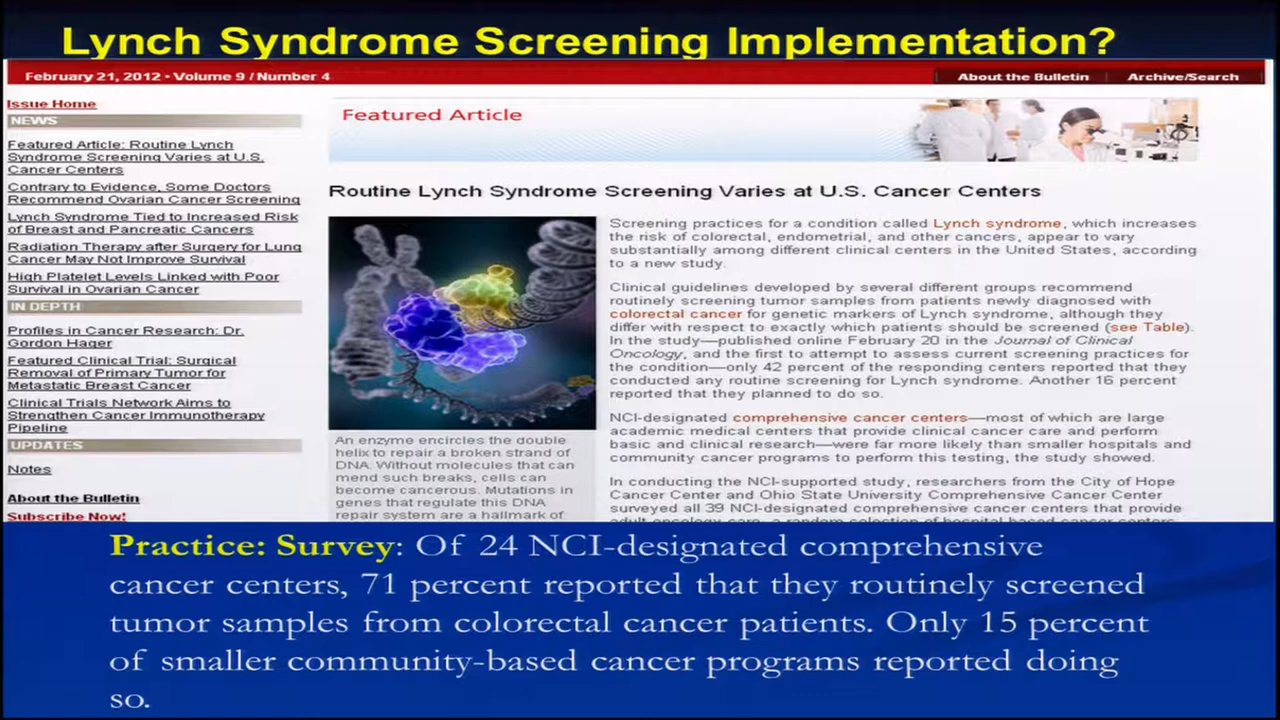 Lynch Syndrome Screening Implementation?
February 21, 2012 • Volume 9 / Number 4
About the Bulletin
Archive/Search
Issue Home
NEWS
Featured Article: Routine Lynch
Syndrome Screening Varies at U.S.
Cancer Centers
Contrary to Evidence, Some Doctors
Recommend Ovarian Cancer Screening
Lynch Syndrome Tied to Increased Risk
of Breast and Pancreatic Cancers
Radiation Therapy after Surgery for Lung
Cancer May Not Improve Survival
High Platelet Levels Linked with Poor
Survival in Ovarian Cancer
IN DEPTH
Profiles in Cancer Research: Dr.
Gordon Hager
Featured Clinical Trial: Surgical
Removal of Primary Tumor for
Metastatic Breast Cancer
Clinical Trials Network Aims to
Strengthen Cancer Immunotherapy
Pipeline
UPDATES
Notes
About the Bulletin
Subscribe Now!
Featured Article
Routine Lynch Syndrome Screening Varies at U.S. Cancer Centers
An enzyme encircles the double
helix to repair a broken strand of
DNA. Without molecules that can
mend such breaks, cells can
become cancerous. Mutations in
genes that regulate this DNA
repair system are a hallmark of
Screening practices for a condition called Lynch syndrome, which increases
the risk of colorectal, endometrial, and other cancers, appear to vary
substantially among different clinical centers in the United States, according
to a new study.
Clinical guidelines developed by several different groups recommend
routinely screening tumor samples from patients newly diagnosed with
colorectal cancer for genetic markers of Lynch syndrome, although they
differ with respect to exactly which patients should be screened (see Table).
In the study—published online February 20 in the Journal of Clinical
Oncology, and the first to attempt to assess current screening practices for
the condition—only 42 percent of the responding centers reported that they
conducted any routine screening for Lynch syndrome. Another 16 percent
reported that they planned to do so.
NCI-designated comprehensive cancer centers—most of which are large
academic medical centers that provide clinical cancer care and perform
basic and clinical research—were far more likely than smaller hospitals and
community cancer programs to perform this testing, the study showed.
In conducting the NCI-supported study, researchers from the City of Hope
Cancer Center and Ohio State University Comprehensive Cancer Center
surveyed all 39 NCI-designated comprehensive cancer centers that provide
adult oncology care, a random selection of hospital-based cancer centers
Practice: Survey: Of 24 NCI-designated comprehensive
cancer centers, 71 percent reported that they routinely screened
tumor samples from colorectal cancer patients. Only 15 percent
of smaller community-based cancer programs reported doing
so.